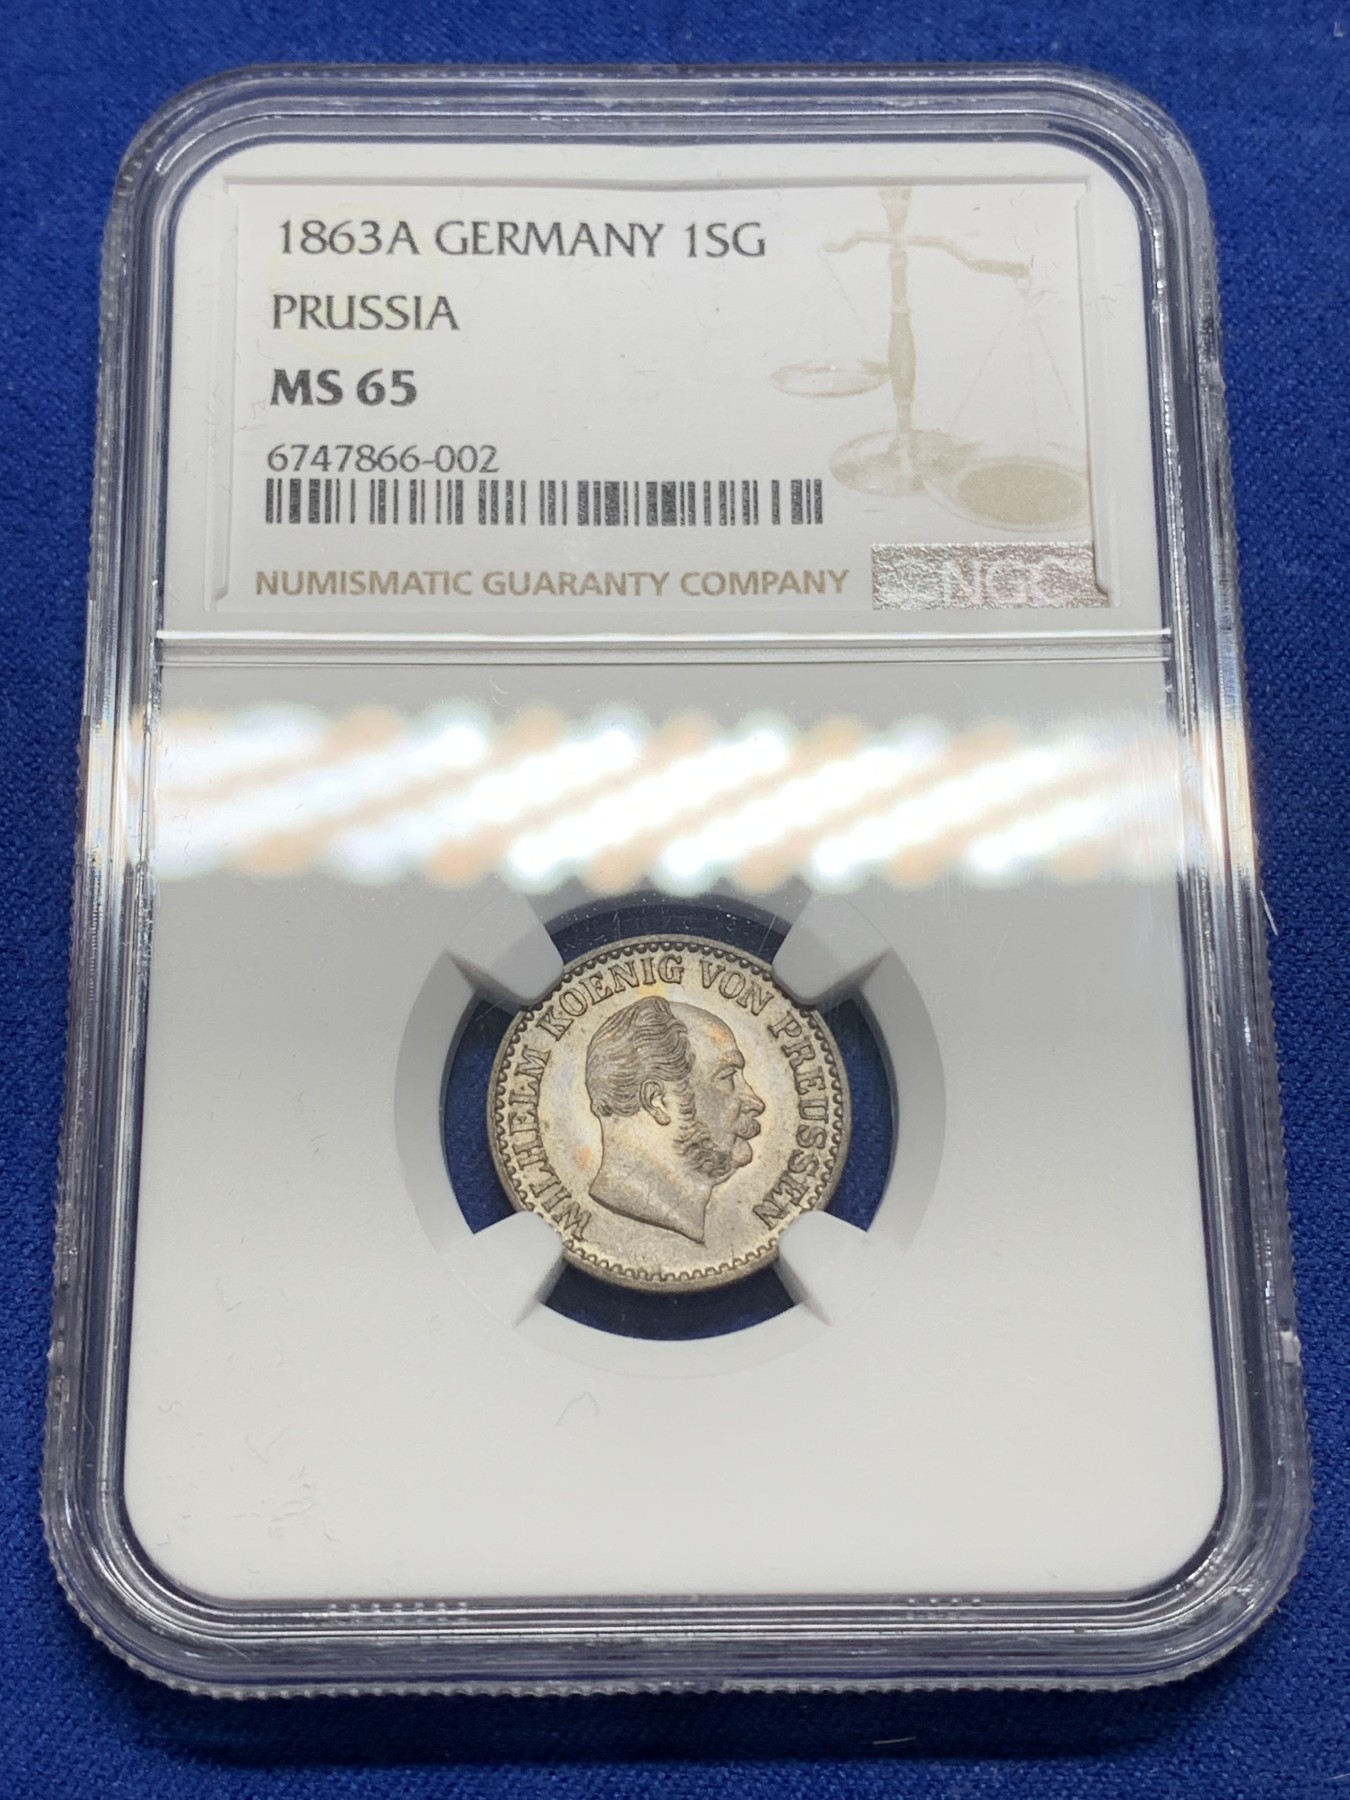 1863A GERMANY 1SG
PRUSSIA
MS 65
6747866-002
NUMISMATIC GUARANTY COMPANY
NGC
WILHELM KOENIG VON PREUSSEN